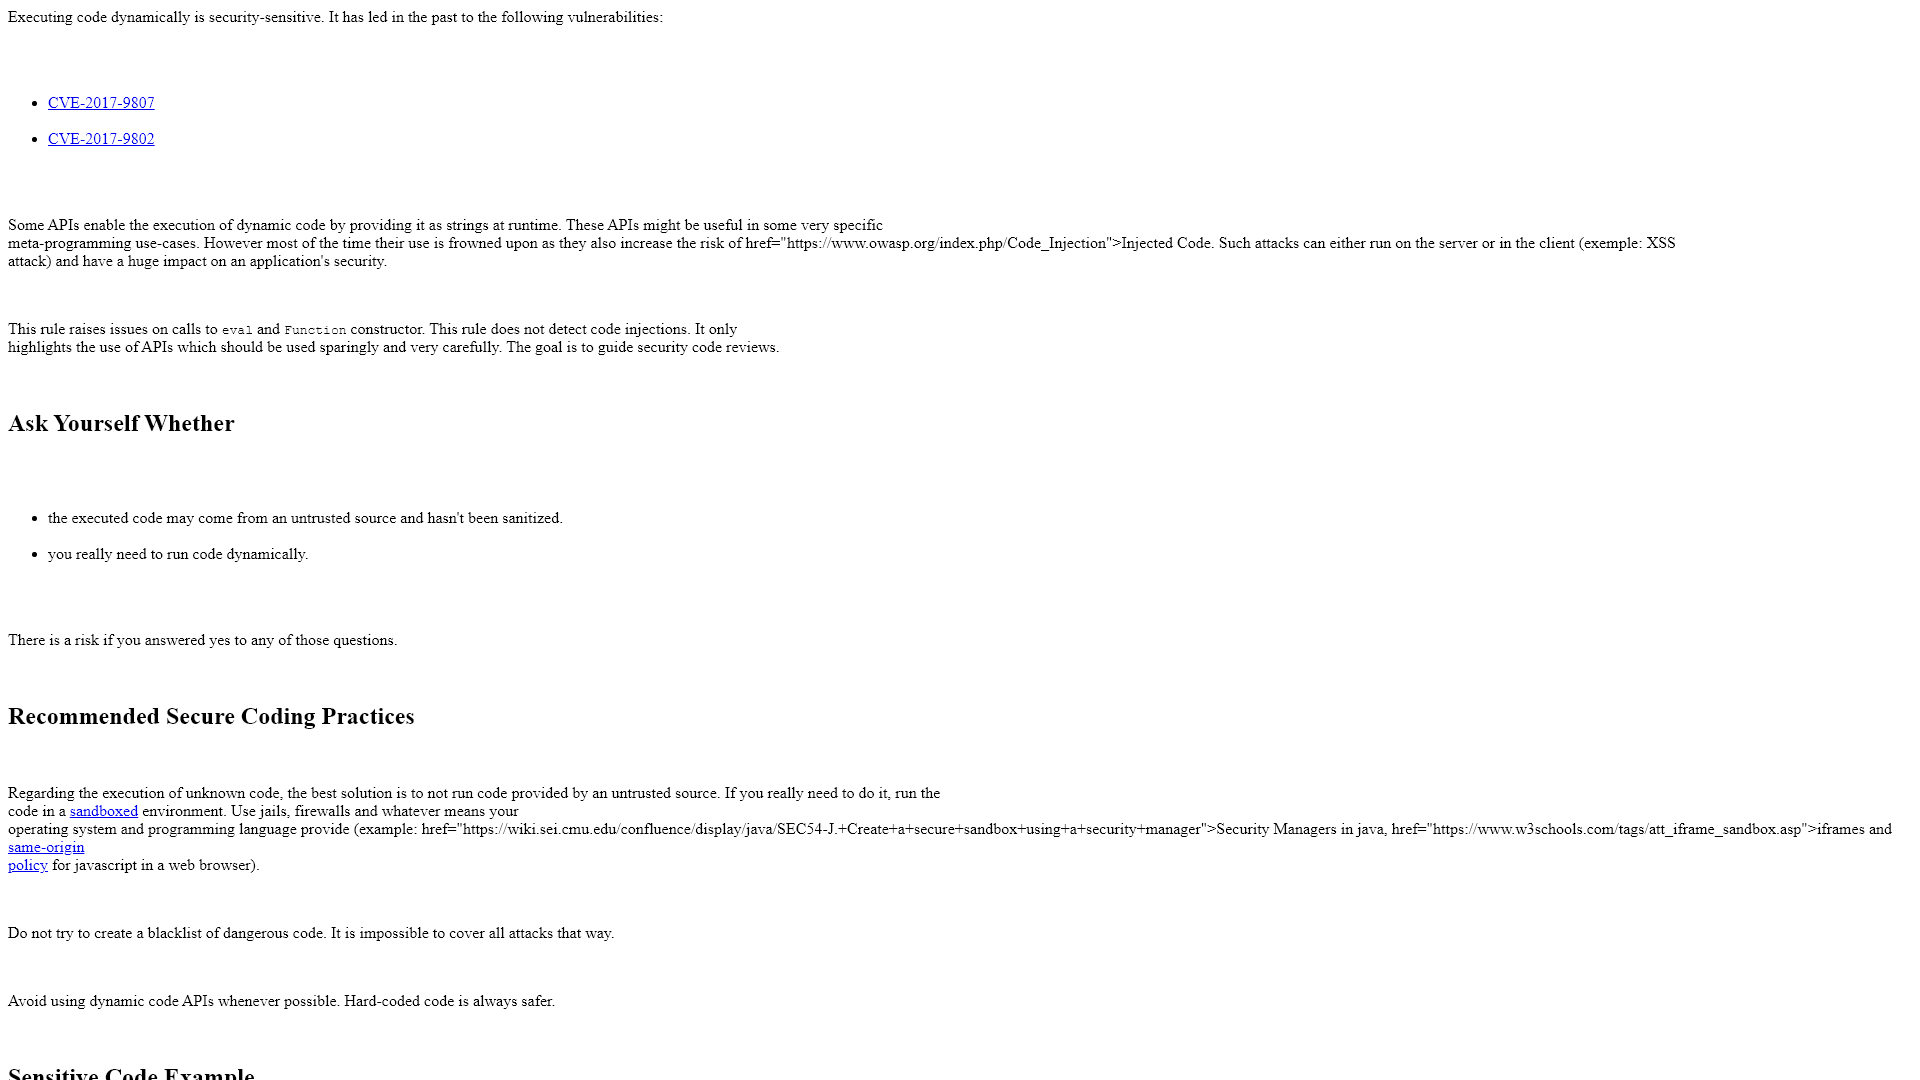 Executing code dynamically is security-sensitive. It has led in the past to the following vulnerabilities:
CVE-2017-9807
CVE-2017-9802
Some APIs enable the execution of dynamic code by providing it as strings at runtime. These APIs might be useful in some very specific
meta-programming use-cases. However most of the time their use is frowned upon as they also increase the risk of href="https://www.owasp.org/index.php/Code_Injection">Injected Code. Such attacks can either run on the server or in the client (exemple: XSS
attack) and have a huge impact on an application's security.
This rule raises issues on calls to eval and Function constructor. This rule does not detect code injections. It only
highlights the use of APIs which should be used sparingly and very carefully. The goal is to guide security code reviews.
Ask Yourself Whether
the executed code may come from an untrusted source and hasn't been sanitized.
you really need to run code dynamically.
There is a risk if you answered yes to any of those questions.
Recommended Secure Coding Practices
Regarding the execution of unknown code, the best solution is to not run code provided by an untrusted source. If you really need to do it, run the
code in a sandboxed environment. Use jails, firewalls and whatever means your
operating system and programming language provide (example: href="https://wiki.sei.cmu.edu/confluence/display/java/SEC54-J.+Create+a+secure+sandbox+using+a+security+manager">Security Managers in java, href="https://www.w3schools.com/tags/att_iframe_sandbox.asp">iframes and
same-origin
policy for javascript in a web browser).
Do not try to create a blacklist of dangerous code. It is impossible to cover all attacks that way.
Avoid using dynamic code APIs whenever possible. Hard-coded code is always safer.
Sensitive Code Example